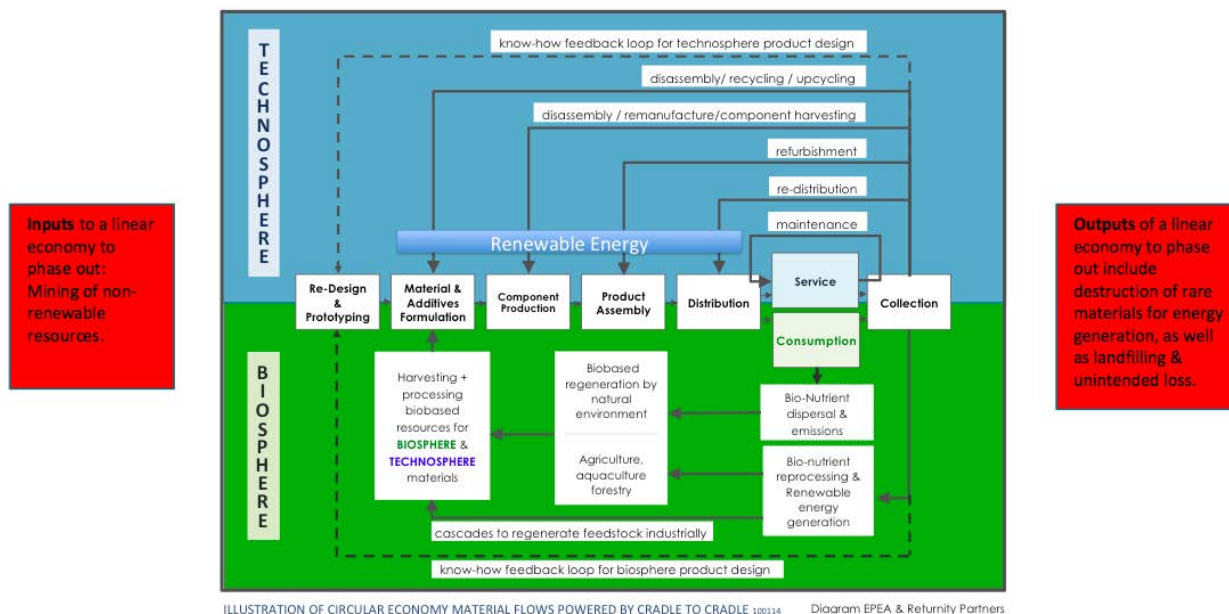 TECHNOSPHERE
know-how feedback loop for technosphere product design
disassembly/ recycling / upcycling
disassembly / remanufacture/component harvesting
refurbishment
re-distribution
maintenance
Renewable Energy
Inputs to a linear
economy to
phase out:
Mining of non-
renewable
resources.
Re-Design
&
Prototyping
Material &
Additives
Formulation
Component
Production
Product
Assembly
Distribution
Service
Consumption
Collection
Outputs of a linear
economy to phase
out include
destruction of rare
materials for energy
generation, as well
as landfilling &
unintended loss.
BIOSPHERE
Harvesting +
processing
biobased
resources for
BIOSPHERE &
TECHNOSPHERE
materials
Biobased
regeneration by
natural
environment
Agriculture,
aquaculture
forestry
Bio-Nutrient
dispersal &
emissions
Bio-nutrient
reprocessing &
Renewable
energy
generation
cascades to regenerate feedstock industrially
know-how feedback loop for biosphere product design
ILLUSTRATION OF CIRCULAR ECONOMY MATERIAL FLOWS POWERED BY CRADLE TO CRADLE 100114
Diagram EPEA & Returnity Partners